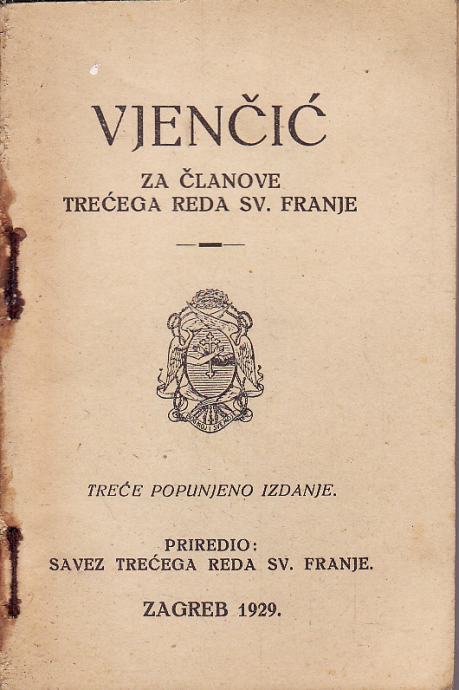 VJENČIĆ
ZA ČLANOVE
TREĆEGA REDA SV. FRANJE
TREĆE POPUNJENO IZDANJE.
PRIREDIO:
SAVEZ TREĆEGA REDA SV. FRANJE.
ZAGREB 1929.